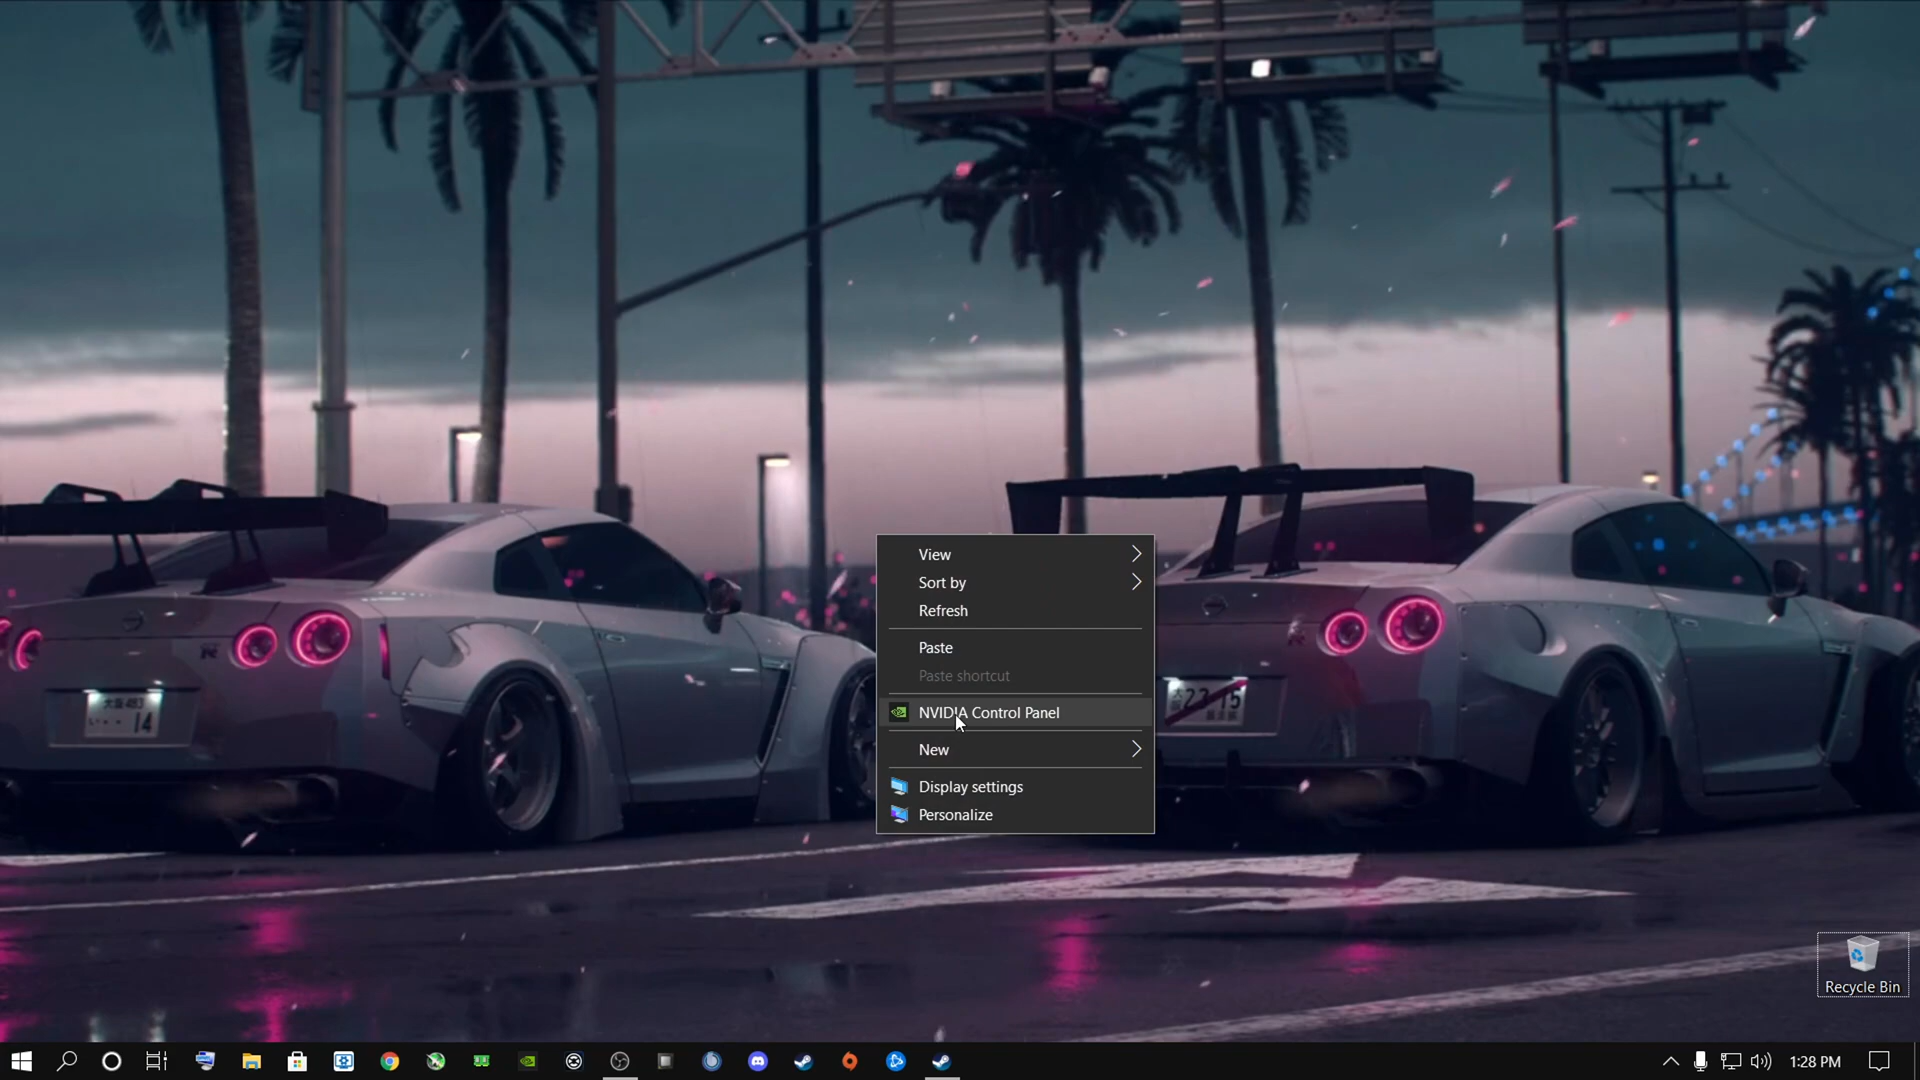 View
Sort by
Refresh
Paste
Paste shortcut
NVIDIA Control Panel
New
Display settings
Personalize
14
Recycle Bin
1:28 PM